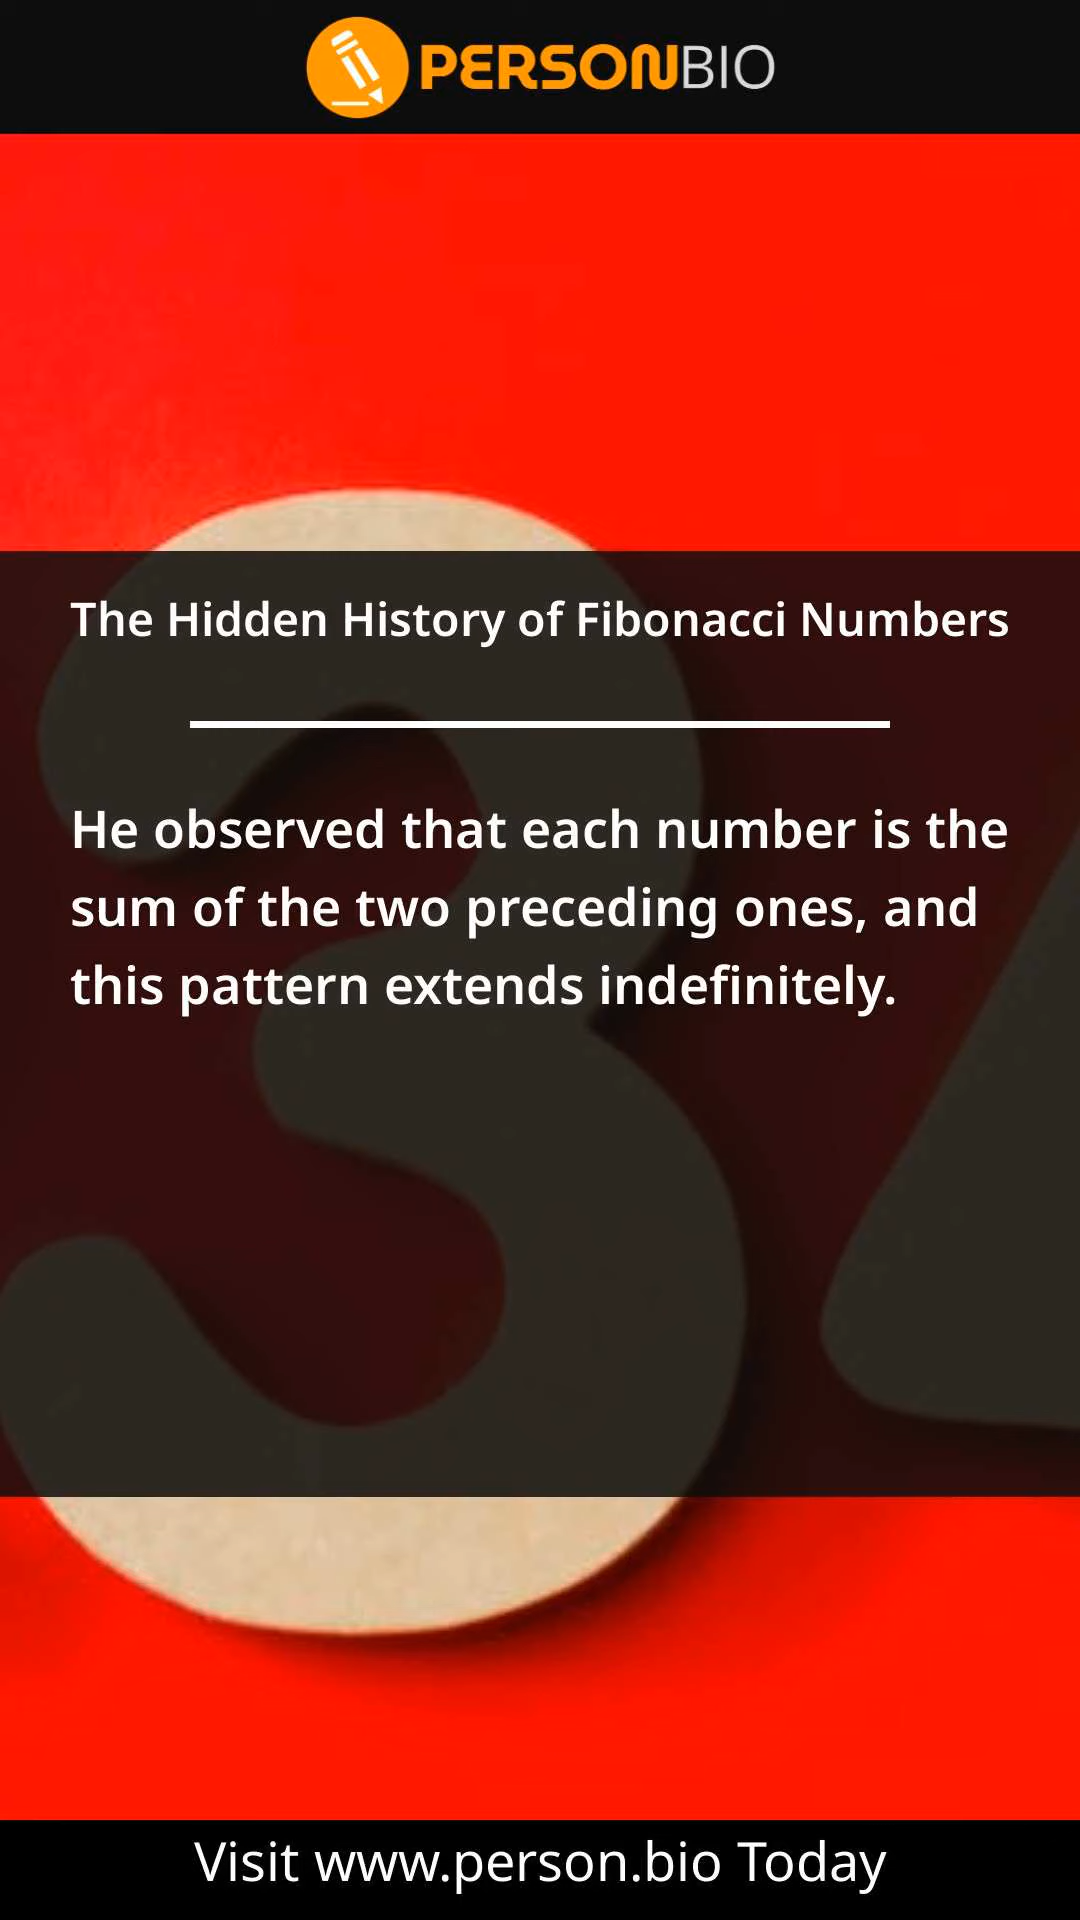 PERSONBIO
The Hidden History of Fibonacci Numbers
He observed that each number is the
sum of the two preceding ones, and
this pattern extends indefinitely.
3
Visit www.person.bio Today